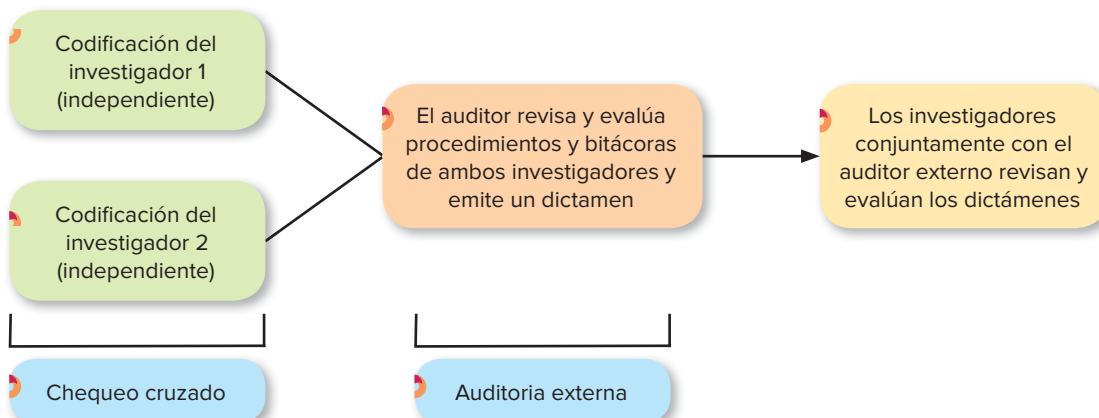 Codificación del
investigador 1
(independiente)
Codificación del
investigador 2
(independiente)
El auditor revisa y evalúa
procedimientos y bitácoras
de ambos investigadores y
emite un dictamen
Los investigadores
conjuntamente con el
auditor externo revisan y
evalúan los dictámenes
Chequeo cruzado
Auditoria externa